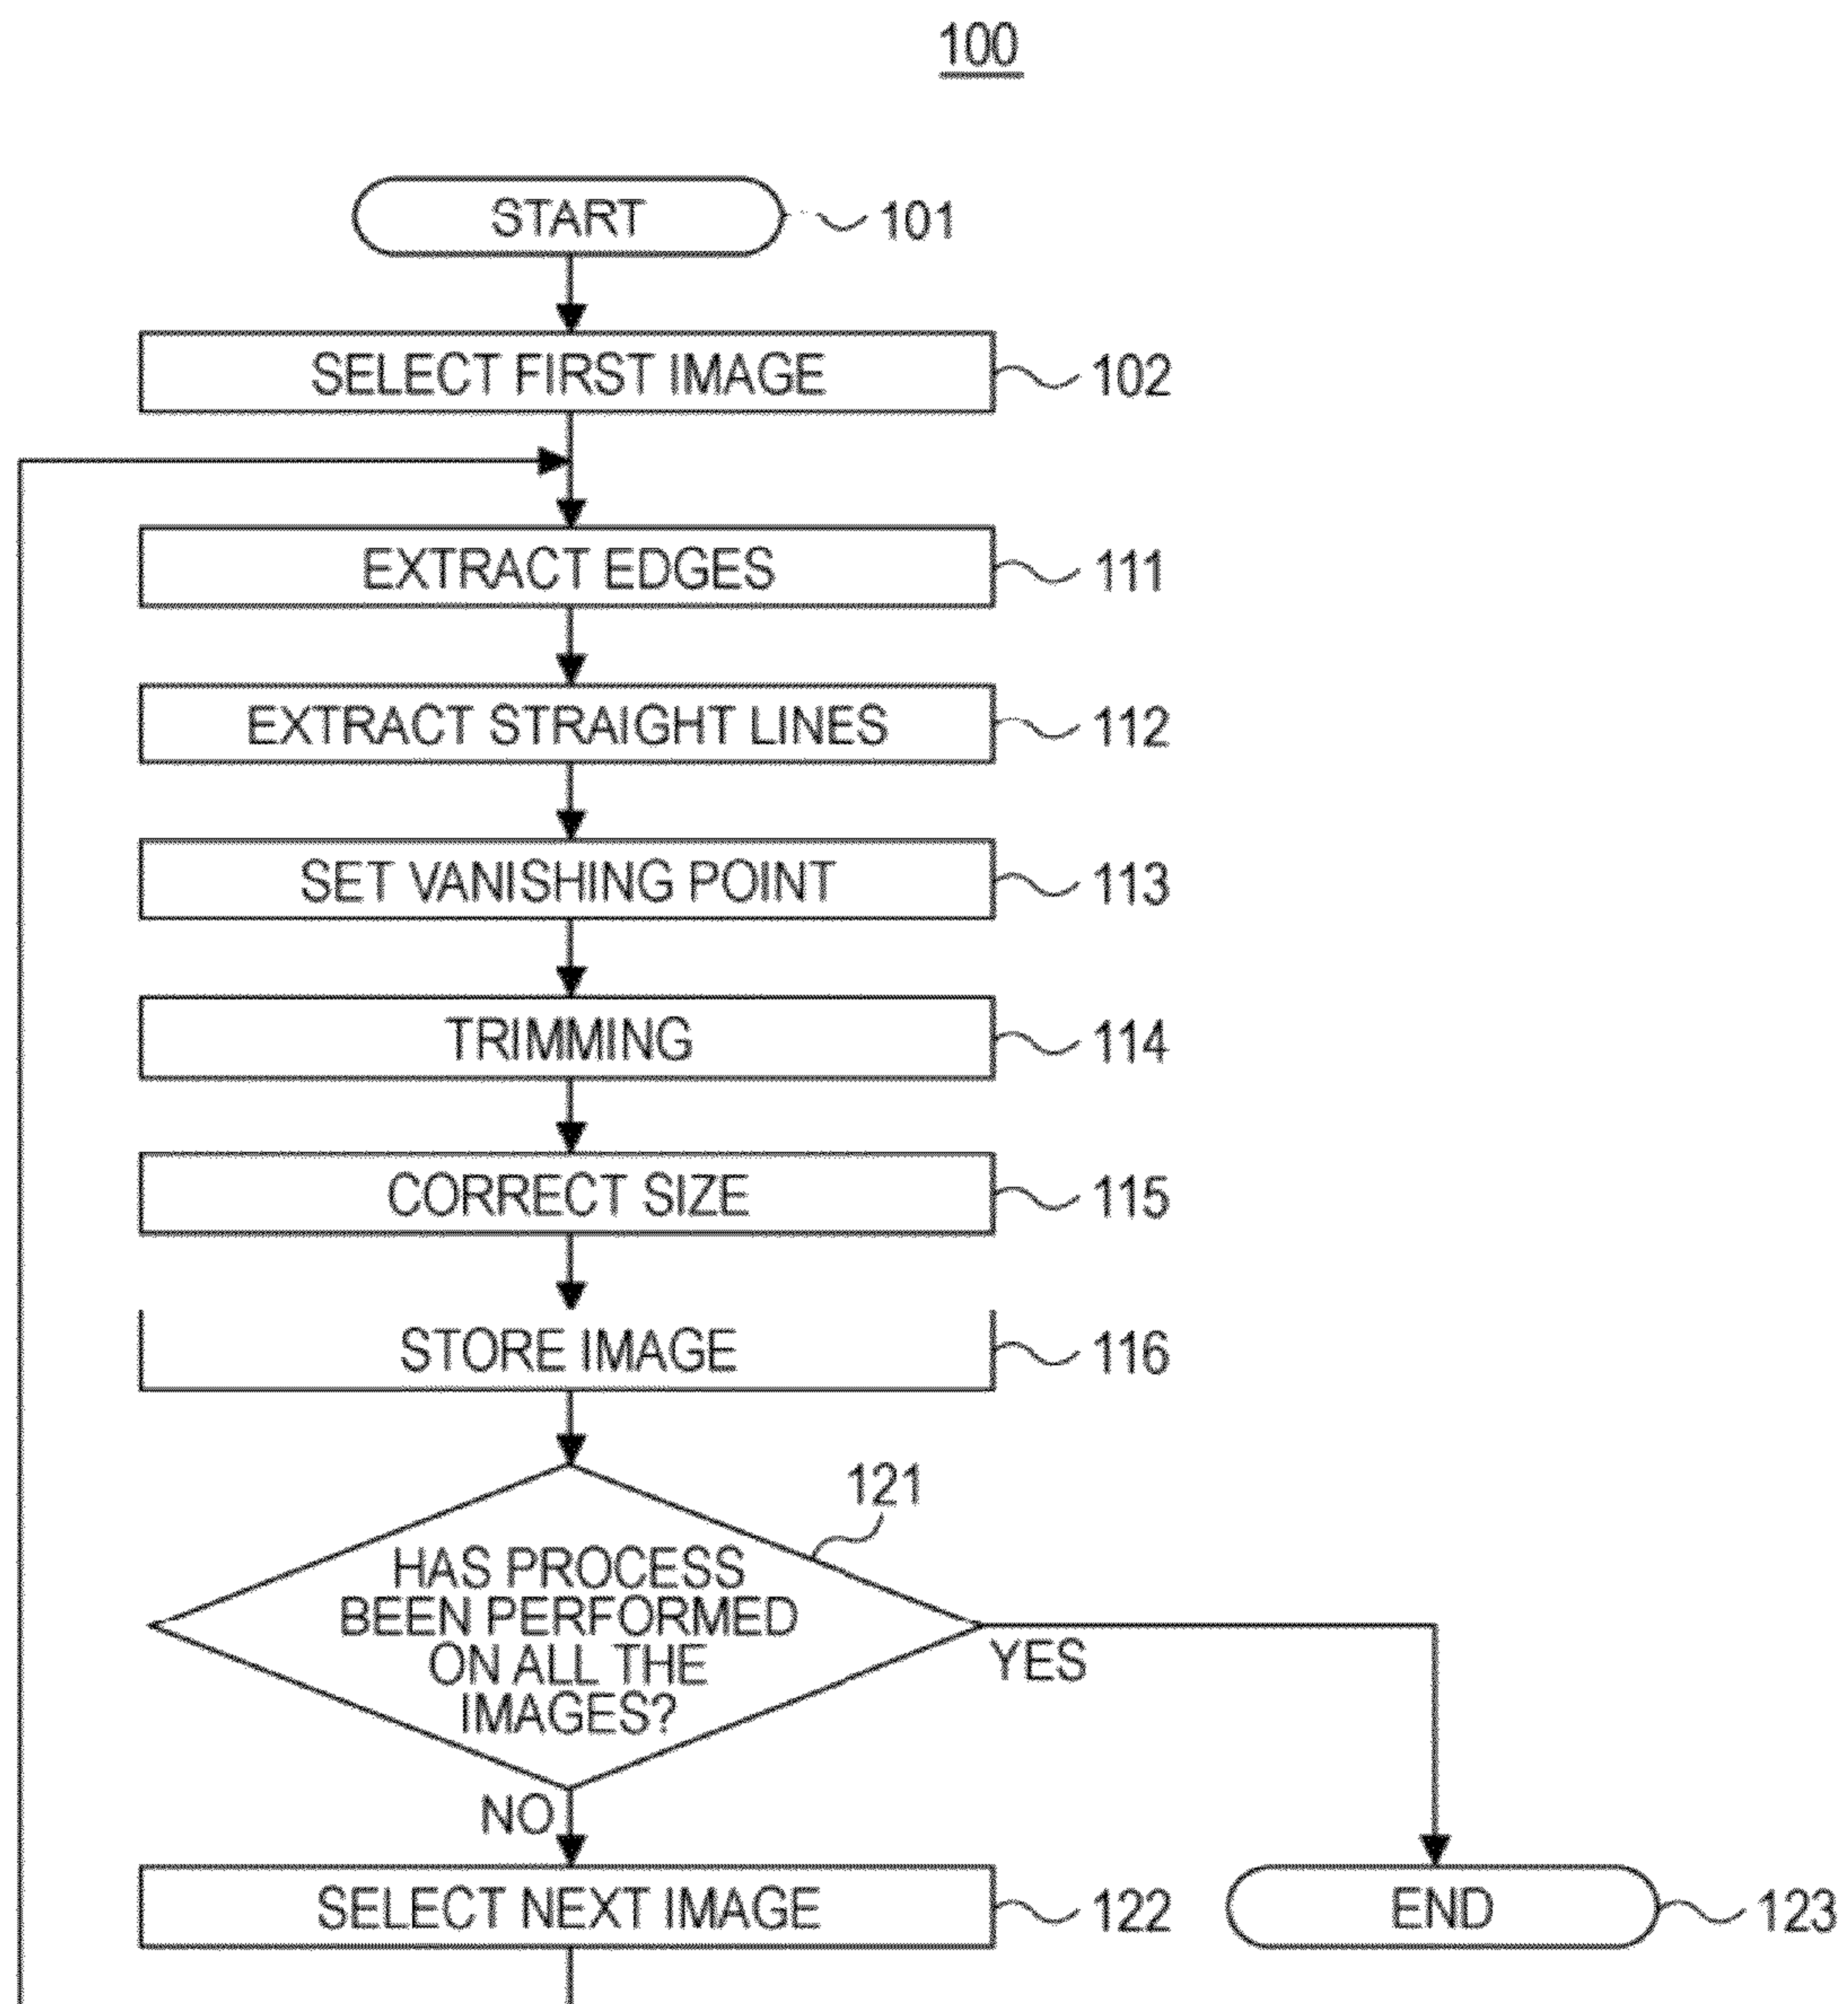 100
START
101
SELECT FIRST IMAGE
102
EXTRACT EDGES
111
EXTRACT STRAIGHT LINES
112
SET VANISHING POINT
113
TRIMMING
114
CORRECT SIZE
115
STORE IMAGE
116
121
HAS PROCESS
BEEN PERFORMED
ON ALL THE
IMAGES?
YES
NO
SELECT NEXT IMAGE
122
END
123